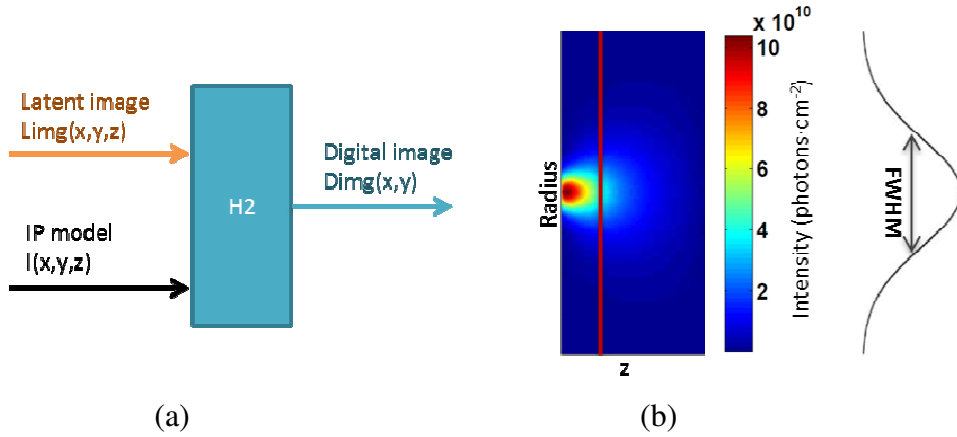 Latent image
Limg(x,y,z)
IP model
I(x,y,z)
H2
Digital image
Dimg(x,y)
(a)
Radius
z
x 10^10
10
8
6
4
2
Intensity (photons·cm^-2)
FWHM
(b)